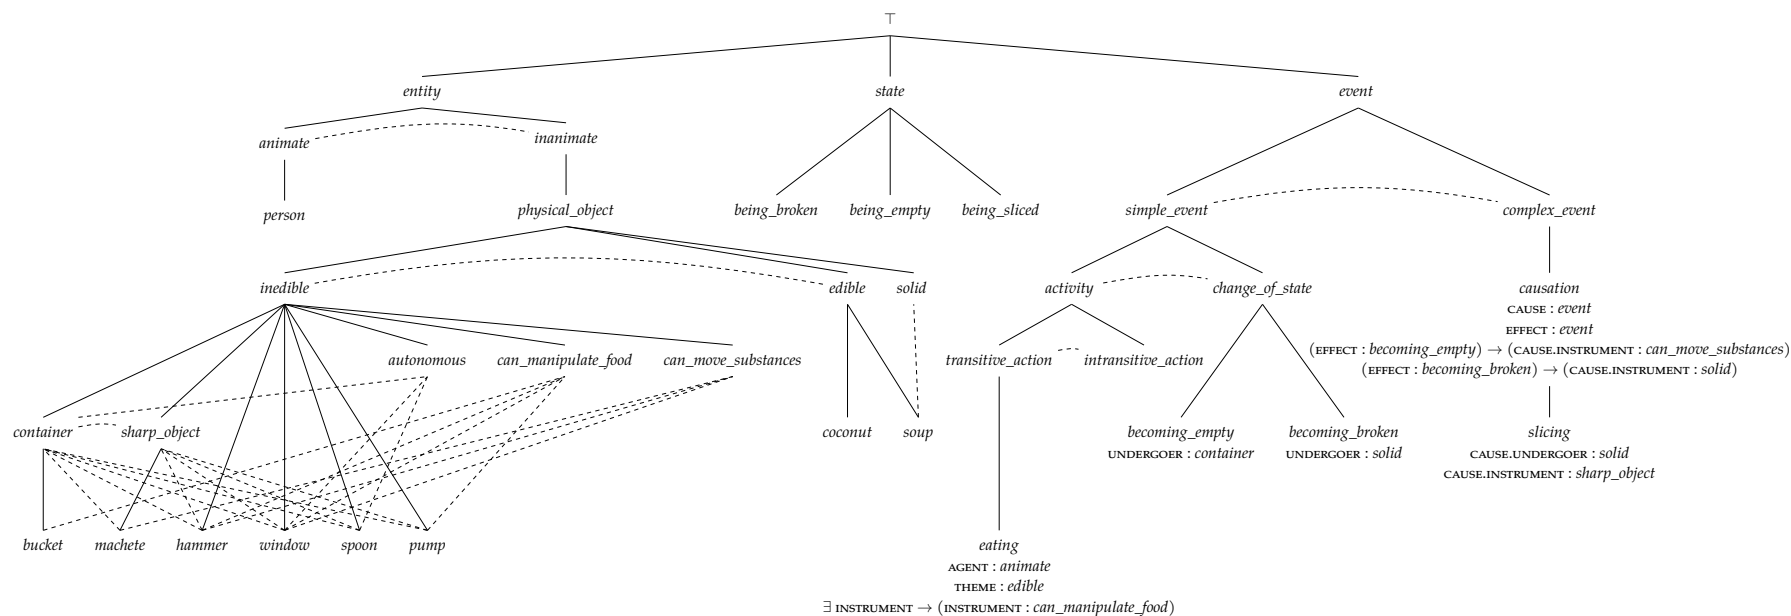 ⊤
entity state event
animate inanimate
person physical_object being_broken being_empty being_sliced simple_event complex_event
inedible edible solid activity change_of_state causation
CAUSE : event
EFFECT : event
(EFFECT : becoming_empty) → (CAUSE.INSTRUMENT : can_move_substances)
autonomous can_manipulate_food can_move_substances transitive_action intransitive_action (EFFECT : becoming_broken) → (CAUSE.INSTRUMENT : solid)
container sharp_object coconut soup becoming_empty becoming_broken slicing
UNDERGOER : container UNDERGOER : solid CAUSE.UNDERGOER : solid
CAUSE.INSTRUMENT : sharp_object
bucket machete hammer window spoon pump eating
AGENT : animate
THEME : edible
∃ INSTRUMENT → (INSTRUMENT : can_manipulate_food)